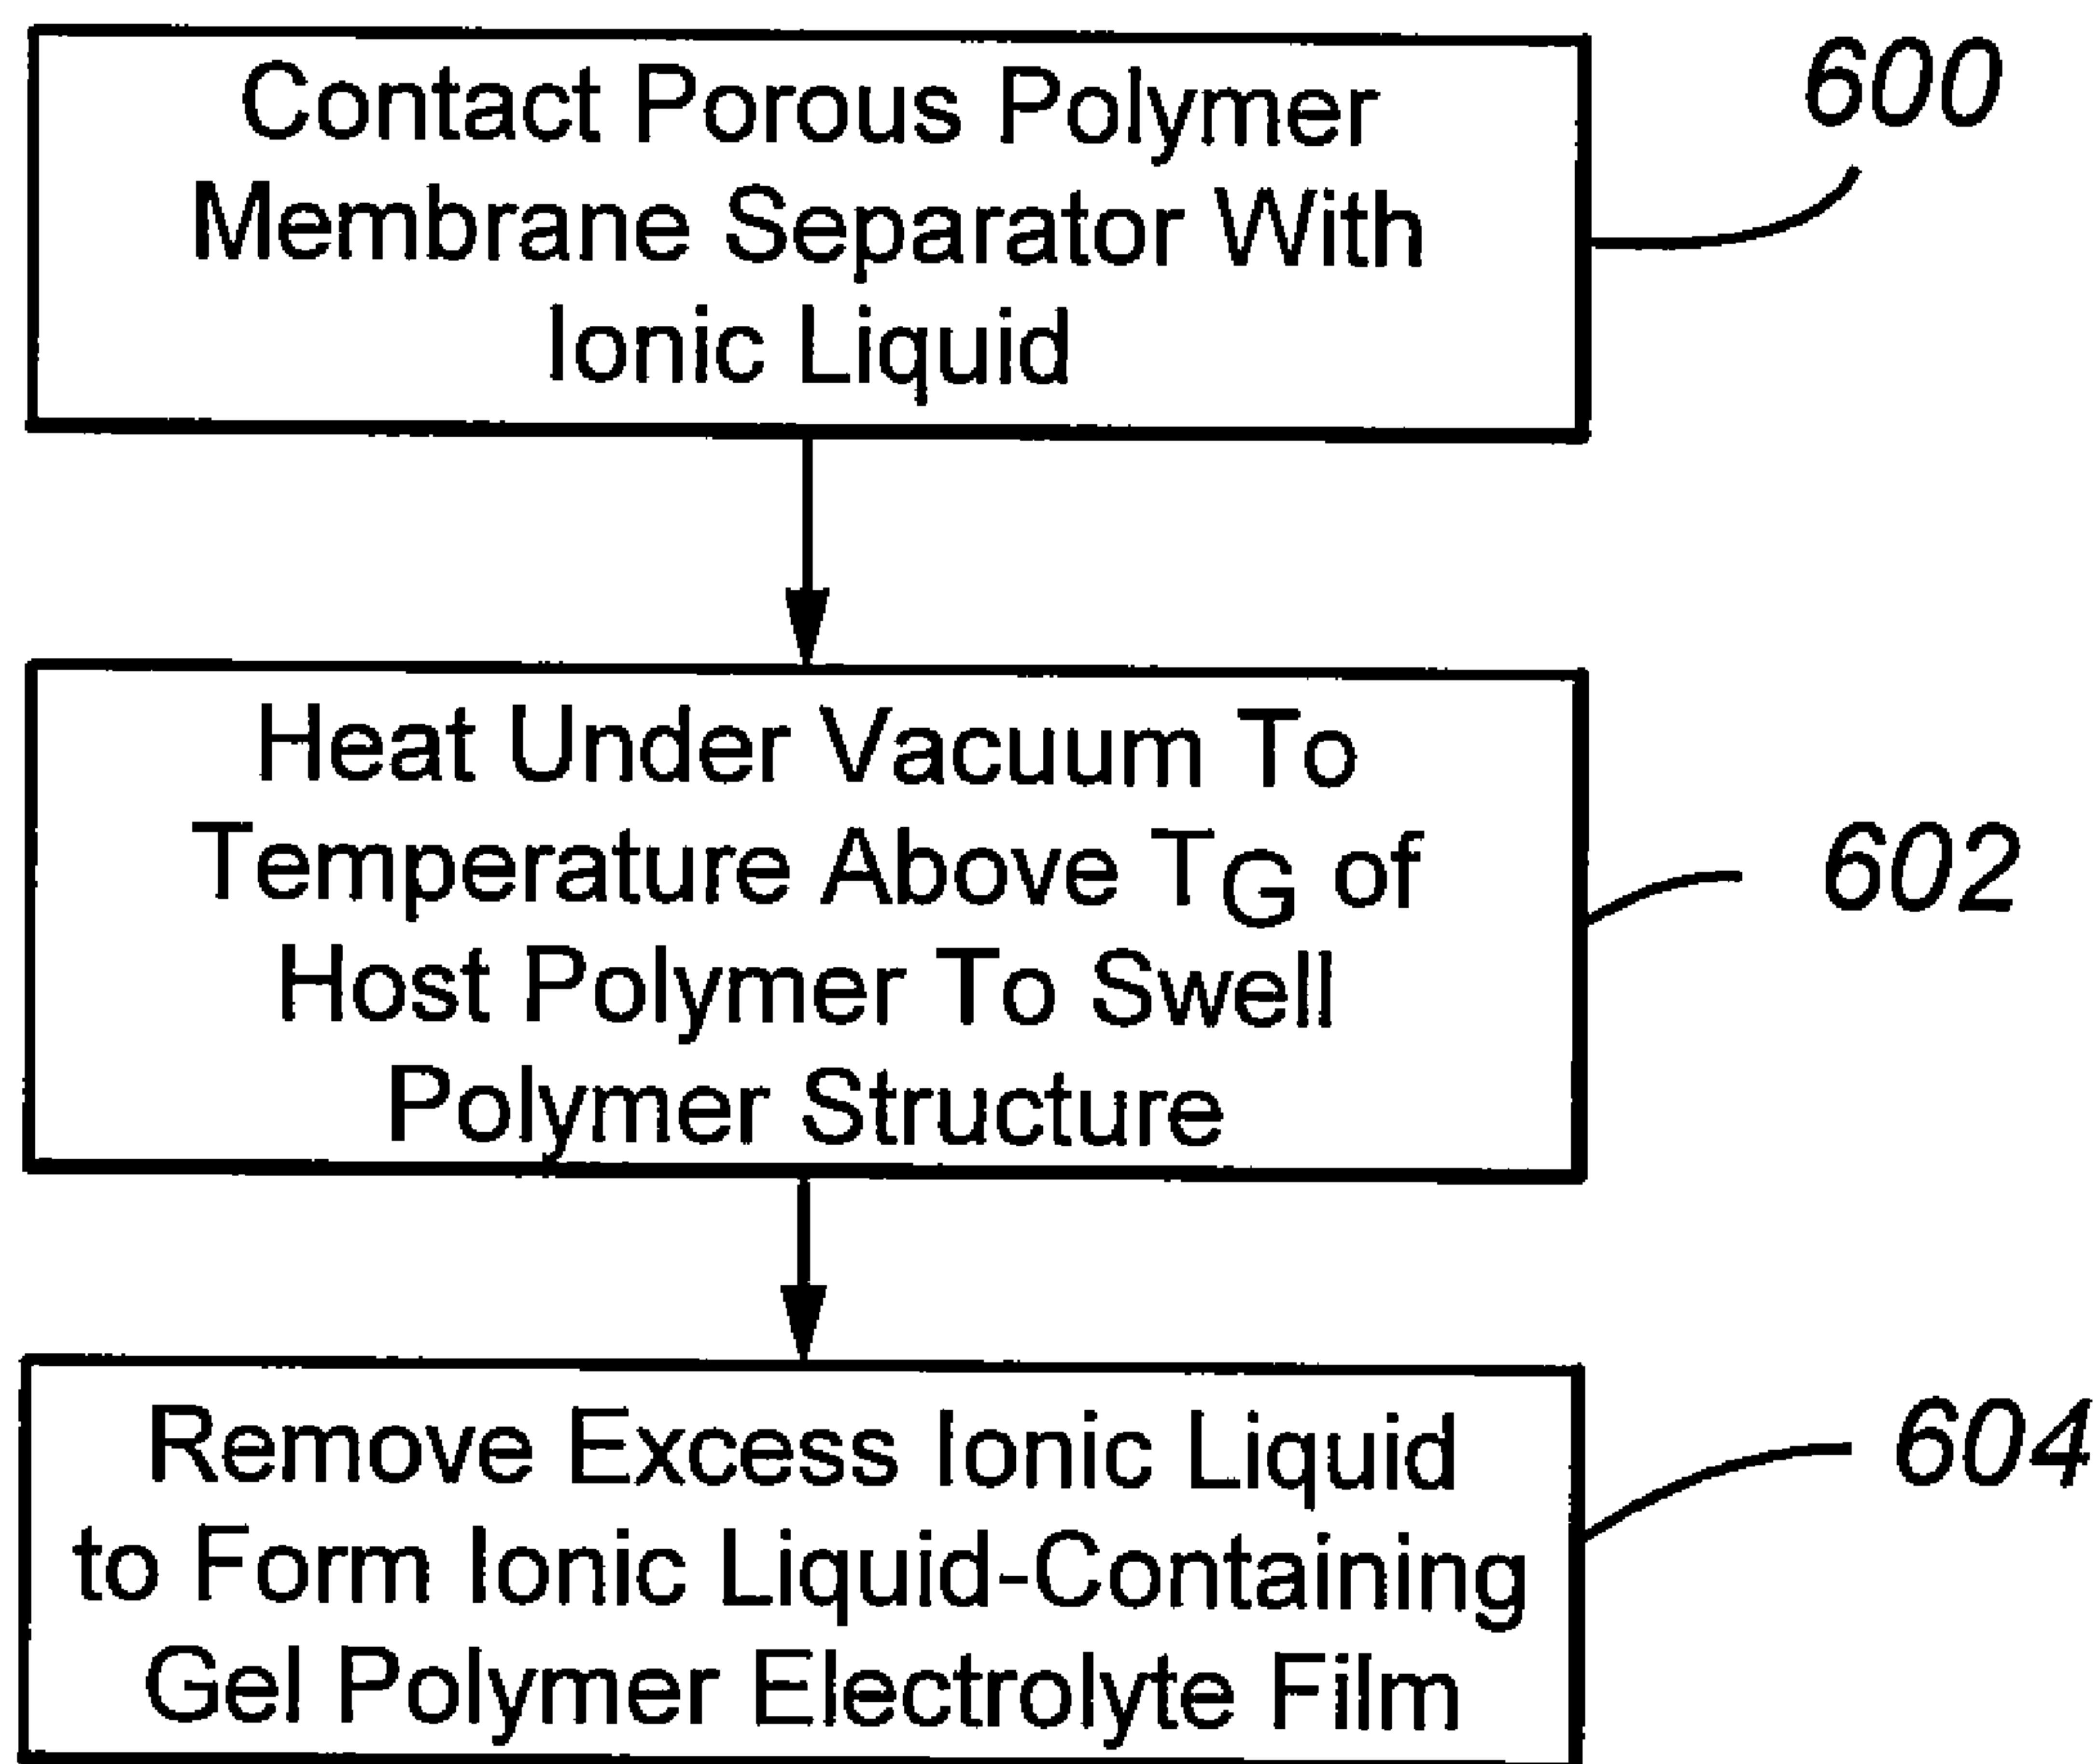 Contact Porous Polymer
Membrane Separator With
Ionic Liquid
600
Heat Under Vacuum To
Temperature Above TG of
Host Polymer To Swell
Polymer Structure
602
Remove Excess Ionic Liquid
to Form Ionic Liquid-Containing
Gel Polymer Electrolyte Film
604